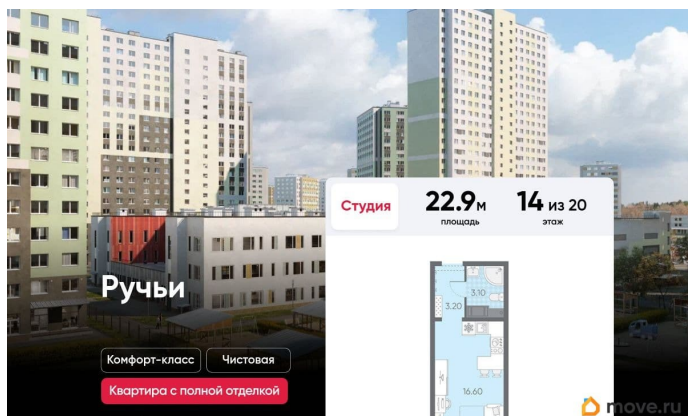 Студия
22.9м
площадь
14 из 20
этаж
3.20
3.10
16.60
Ручьи
Комфорт-класс
Чистовая
Квартира с полной отделкой
move.ru